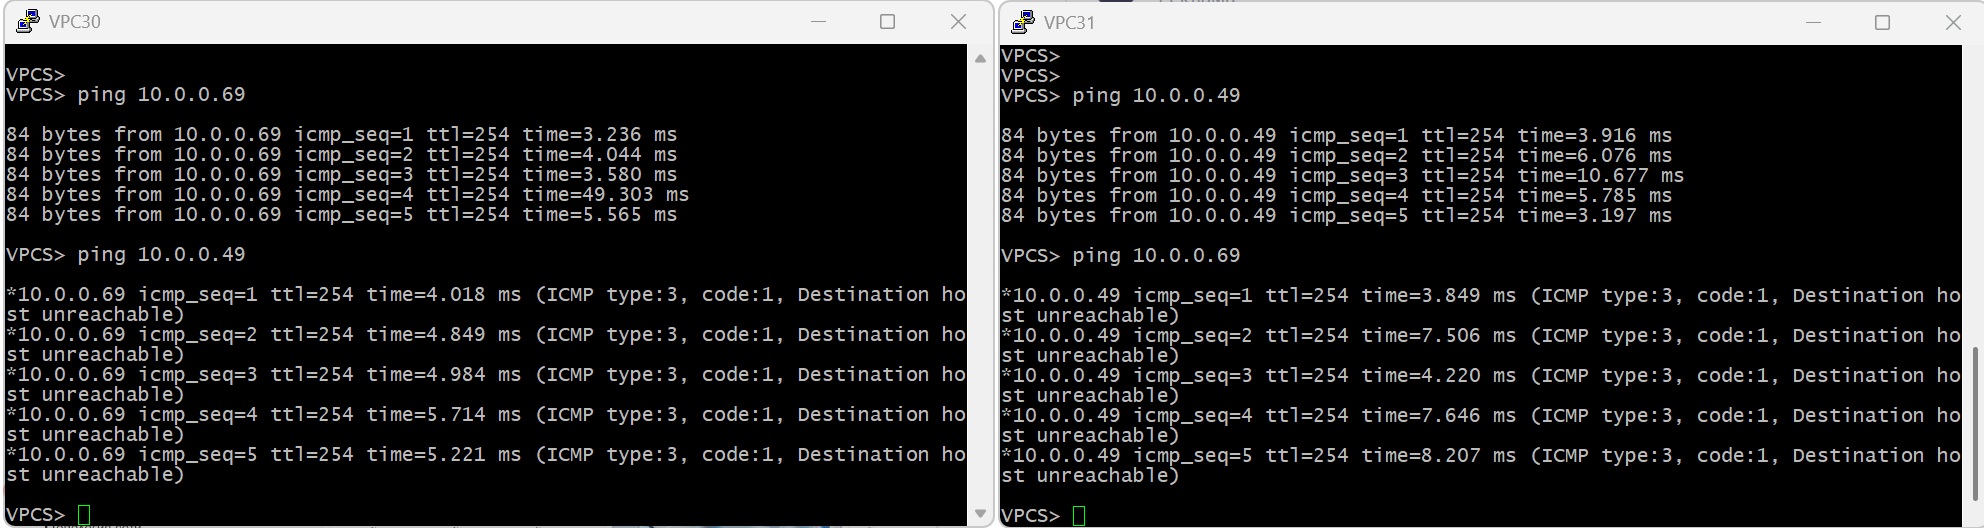 VPC30
VPCS>
VPCS> ping 10.0.0.69
84 bytes from 10.0.0.69 icmp_seq=1 ttl=254 time=3.236 ms
84 bytes from 10.0.0.69 icmp_seq=2 ttl=254 time=4.044 ms
84 bytes from 10.0.0.69 icmp_seq=3 ttl=254 time=3.580 ms
84 bytes from 10.0.0.69 icmp_seq=4 ttl=254 time=49.303 ms
84 bytes from 10.0.0.69 icmp_seq=5 ttl=254 time=5.565 ms
VPCS> ping 10.0.0.49
*10.0.0.69 icmp_seq=1 ttl=254 time=4.018 ms (ICMP type:3, code:1, Destination ho
st unreachable)
*10.0.0.69 icmp_seq=2 ttl=254 time=4.849 ms (ICMP type:3, code:1, Destination ho
st unreachable)
*10.0.0.69 icmp_seq=3 ttl=254 time=4.984 ms (ICMP type:3, code:1, Destination ho
st unreachable)
*10.0.0.69 icmp_seq=4 ttl=254 time=5.714 ms (ICMP type:3, code:1, Destination ho
st unreachable)
*10.0.0.69 icmp_seq=5 ttl=254 time=5.221 ms (ICMP type:3, code:1, Destination ho
st unreachable)
VPCS>
VPC31
VPCS>
VPCS>
VPCS> ping 10.0.0.49
84 bytes from 10.0.0.49 icmp_seq=1 ttl=254 time=3.916 ms
84 bytes from 10.0.0.49 icmp_seq=2 ttl=254 time=6.076 ms
84 bytes from 10.0.0.49 icmp_seq=3 ttl=254 time=10.677 ms
84 bytes from 10.0.0.49 icmp_seq=4 ttl=254 time=5.785 ms
84 bytes from 10.0.0.49 icmp_seq=5 ttl=254 time=3.197 ms
VPCS> ping 10.0.0.69
*10.0.0.49 icmp_seq=1 ttl=254 time=3.849 ms (ICMP type:3, code:1, Destination ho
st unreachable)
*10.0.0.49 icmp_seq=2 ttl=254 time=7.506 ms (ICMP type:3, code:1, Destination ho
st unreachable)
*10.0.0.49 icmp_seq=3 ttl=254 time=4.220 ms (ICMP type:3, code:1, Destination ho
st unreachable)
*10.0.0.49 icmp_seq=4 ttl=254 time=7.646 ms (ICMP type:3, code:1, Destination ho
st unreachable)
*10.0.0.49 icmp_seq=5 ttl=254 time=8.207 ms (ICMP type:3, code:1, Destination ho
st unreachable)
VPCS>